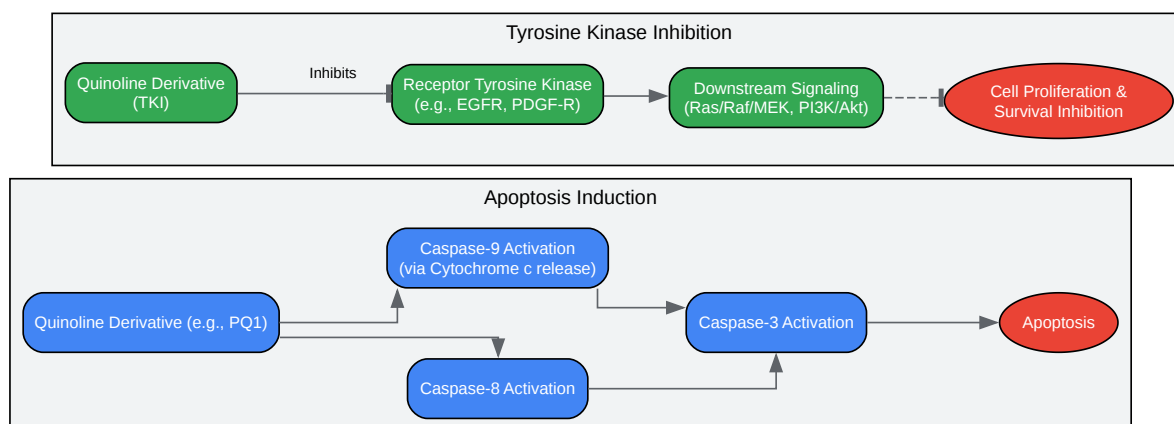 Tyrosine Kinase Inhibition
Quinoline Derivative
(TKI)
Inhibits
Receptor Tyrosine Kinase
(e.g., EGFR, PDGF-R)
Downstream Signaling
(Ras/Raf/MEK, PI3K/Akt)
Cell Proliferation &
Survival Inhibition
Apoptosis Induction
Quinoline Derivative (e.g., PQ1)
Caspase-9 Activation
(via Cytochrome c release)
Caspase-8 Activation
Caspase-3 Activation
Apoptosis